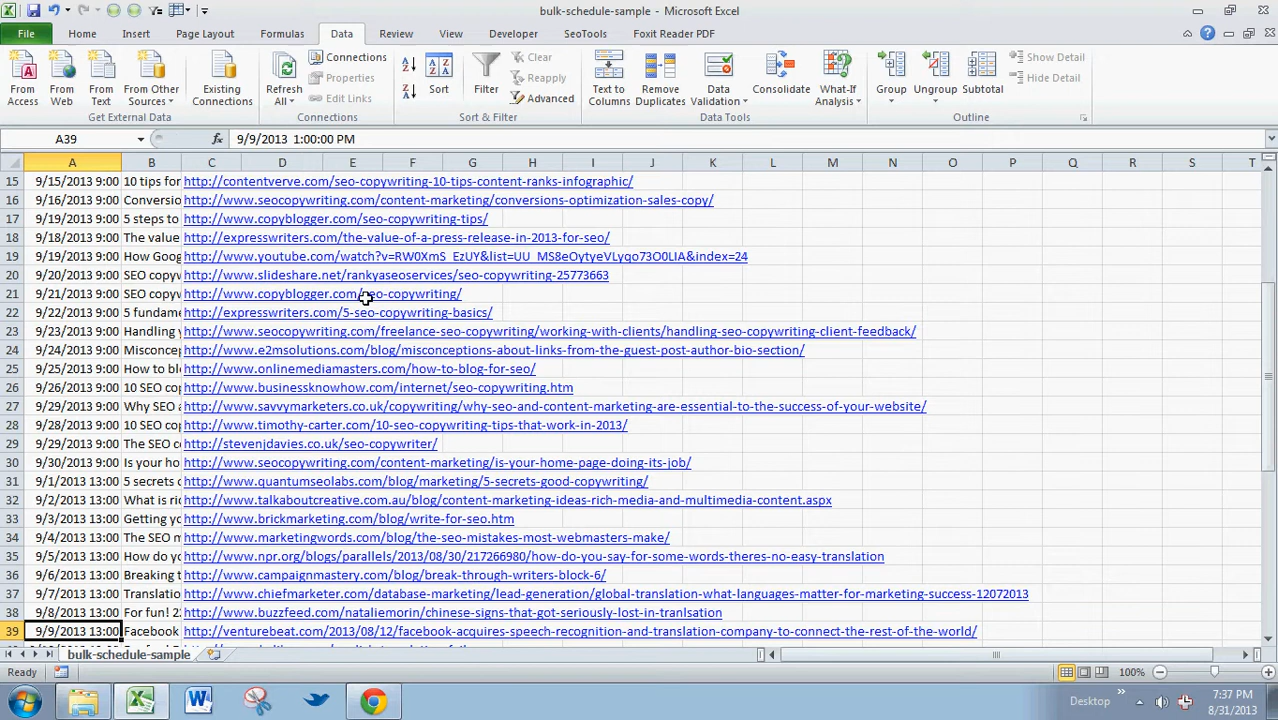 bulk-schedule-sample - Microsoft Excel
File Home Insert Page Layout Formulas Data Review View Developer SeoTools Foxit Reader PDF
From Access
From Web
From Text
From Other Sources
Existing Connections
Get External Data
Refresh All
Connections
Properties
Edit Links
Connections
Sort
Filter
Clear
Reapply
Advanced
Sort & Filter
Text to Columns
Remove Duplicates
Data Validation
Consolidate
What-If Analysis
Data Tools
Group
Ungroup
Subtotal
Show Detail
Hide Detail
Outline
A39 fx 9/9/2013 1:00:00 PM
A B C D E F G H I J K L M N O P Q R S T
15 9/15/2013 9:00 10 tips for http://contentverve.com/seo-copywriting-10-tips-content-ranks-infographic/
16 9/16/2013 9:00 Conversio http://www.seocopywriting.com/content-marketing/conversions-optimization-sales-copy/
17 9/19/2013 9:00 5 steps to http://www.copyblogger.com/seo-copywriting-tips/
18 9/18/2013 9:00 The value http://expresswriters.com/the-value-of-a-press-release-in-2013-for-seo/
19 9/19/2013 9:00 How Goog http://www.youtube.com/watch?v=RW0XmS_EzUY&list=UU_MS8eOytyeVLyqo73O0LIA&index=24
20 9/20/2013 9:00 SEO copyw http://www.slideshare.net/rankyaseoservices/seo-copywriting-25773663
21 9/21/2013 9:00 SEO copyw http://www.copyblogger.com/seo-copywriting/
22 9/22/2013 9:00 5 fundame http://expresswriters.com/5-seo-copywriting-basics/
23 9/23/2013 9:00 Handling y http://www.seocopywriting.com/freelance-seo-copywriting/working-with-clients/handling-seo-copywriting-client-feedback/
24 9/24/2013 9:00 Misconcep http://www.e2msolutions.com/blog/misconceptions-about-links-from-the-guest-post-author-bio-section/
25 9/25/2013 9:00 How to blo http://www.onlinemediamasters.com/how-to-blog-for-seo/
26 9/26/2013 9:00 10 SEO cop http://www.businessknowhow.com/internet/seo-copywriting.htm
27 9/29/2013 9:00 Why SEO a http://www.savvymarketers.co.uk/copywriting/why-seo-and-content-marketing-are-essential-to-the-success-of-your-website/
28 9/28/2013 9:00 10 SEO cop http://www.timothy-carter.com/10-seo-copywriting-tips-that-work-in-2013/
29 9/29/2013 9:00 The SEO c http://stevenjdavies.co.uk/seo-copywriter/
30 9/30/2013 9:00 Is your ho http://www.seocopywriting.com/content-marketing/is-your-home-page-doing-its-job/
31 9/1/2013 13:00 5 secrets o http://www.quantumseolabs.com/blog/marketing/5-secrets-good-copywriting/
32 9/2/2013 13:00 What is ric http://www.talkaboutcreative.com.au/blog/content-marketing-ideas-rich-media-and-multimedia-content.aspx
33 9/3/2013 13:00 Getting yo http://www.brickmarketing.com/blog/write-for-seo.htm
34 9/4/2013 13:00 The SEO m http://www.marketingwords.com/blog/the-seo-mistakes-most-webmasters-make/
35 9/5/2013 13:00 How do yo http://www.npr.org/blogs/parallels/2013/08/30/217266980/how-do-you-say-for-some-words-theres-no-easy-translation
36 9/6/2013 13:00 Breaking t http://www.campaignmastery.com/blog/break-through-writers-block-6/
37 9/7/2013 13:00 Translatio http://www.chiefmarketer.com/database-marketing/lead-generation/global-translation-what-languages-matter-for-marketing-success-12072013
38 9/8/2013 13:00 For fun! 22 http://www.buzzfeed.com/nataliemorin/chinese-signs-that-got-seriously-lost-in-tranlsation
39 9/9/2013 13:00 Facebook http://venturebeat.com/2013/08/12/facebook-acquires-speech-recognition-and-translation-company-to-connect-the-rest-of-the-world/
bulk-schedule-sample
Ready 100%
Desktop 7:37 PM
8/31/2013